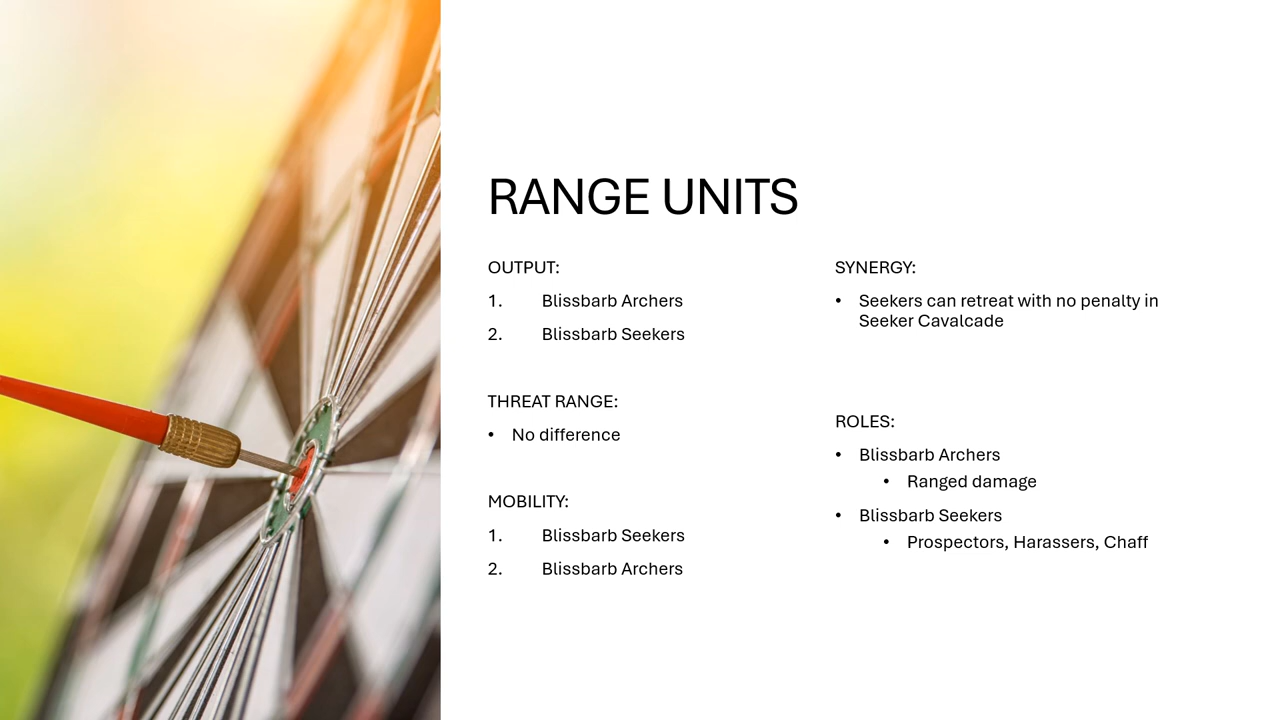 RANGE UNITS
OUTPUT:
1. Blissbarb Archers
2. Blissbarb Seekers
THREAT RANGE:
• No difference
MOBILITY:
1. Blissbarb Seekers
2. Blissbarb Archers
SYNERGY:
• Seekers can retreat with no penalty in
Seeker Cavalcade
ROLES:
• Blissbarb Archers
• Ranged damage
• Blissbarb Seekers
• Prospectors, Harassers, Chaff